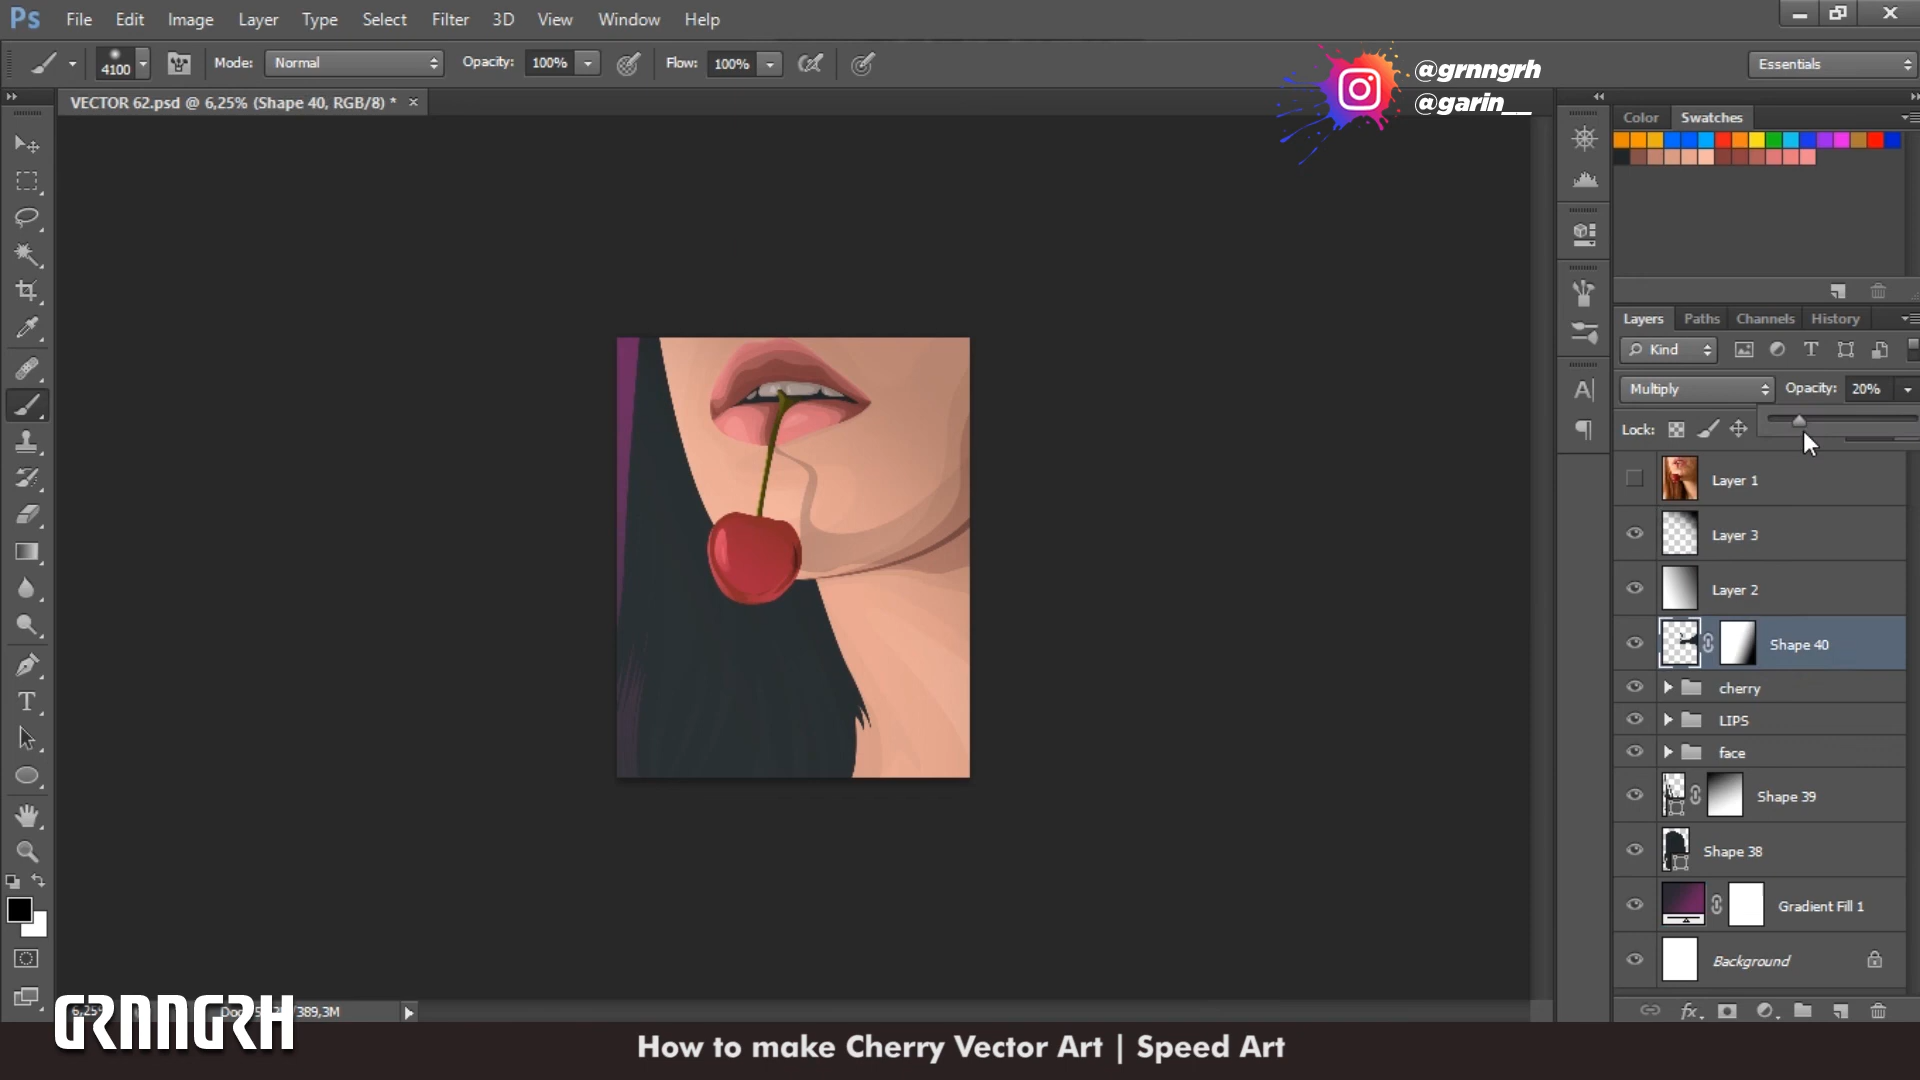 Ps File Edit Image Layer Type Select Filter 3D View Window Help
4100 Mode: Normal Opacity: 100% Flow: 100% Essentials
@grnngrh
@garin__
VECTOR 62.psd @ 6,25% (Shape 40, RGB/8) * ×
Color Swatches
Layers Paths Channels History
Kind
Multiply Opacity: 20%
Lock:
Layer 1
Layer 3
Layer 2
Shape 40
cherry
LIPS
face
Shape 39
Shape 38
Gradient Fill 1
Background
GRNNGRH
How to make Cherry Vector Art | Speed Art